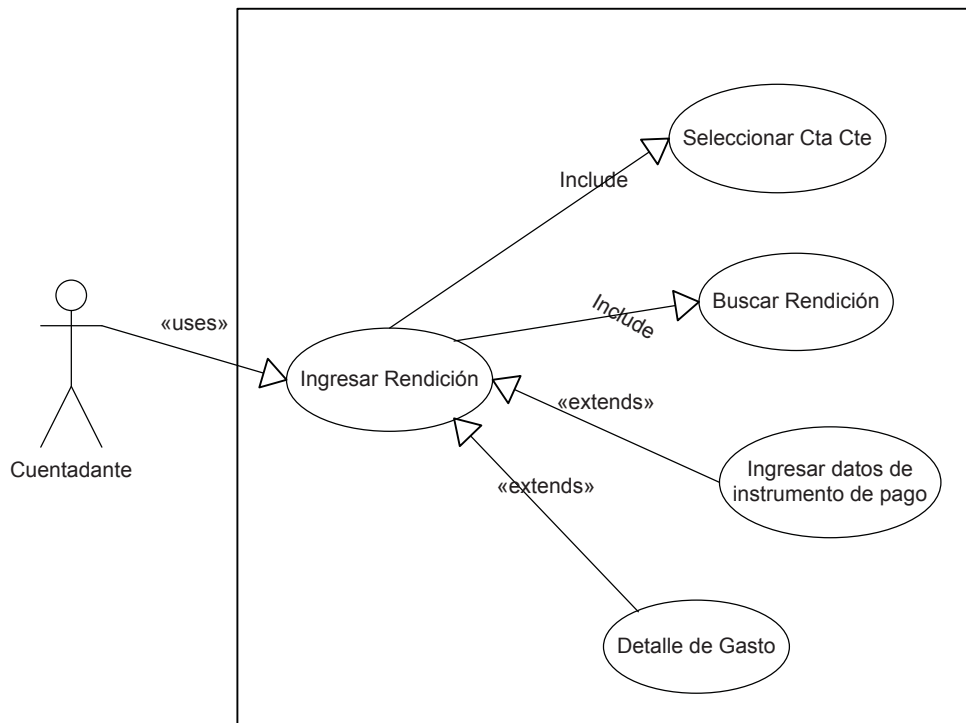 Seleccionar Cta Cte
Include
Buscar Rendición
Include
«uses»
Ingresar Rendición
«extends»
Cuentadante
Ingresar datos de
instrumento de pago
«extends»
Detalle de Gasto